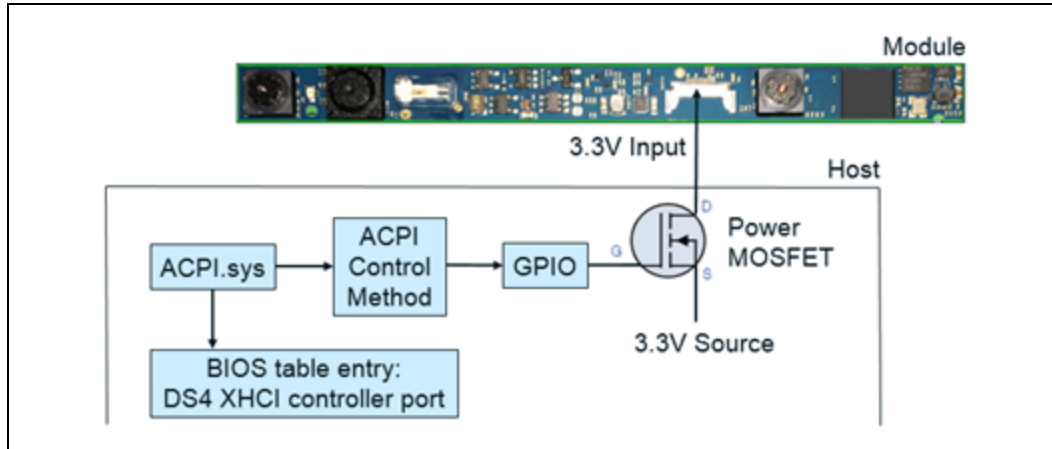 Module
3.3V Input
Host
D
ACPI
Control
Method
Power
MOSFET
ACPI.sys
GPIO
G
S
3.3V Source
BIOS table entry:
DS4 XHCI controller port